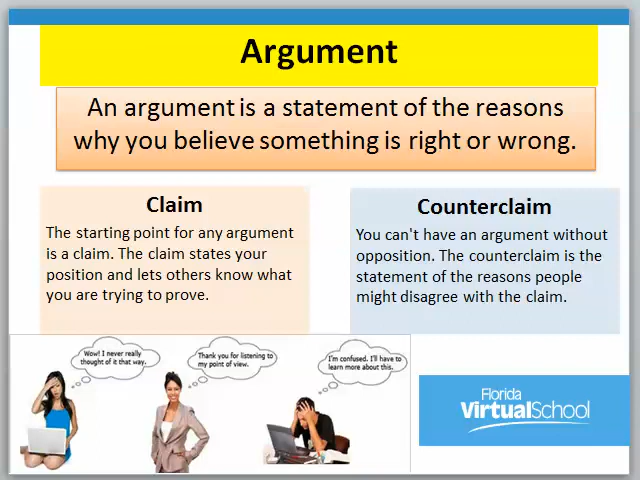 Argument
An argument is a statement of the reasons
why you believe something is right or wrong.
Claim
The starting point for any argument
is a claim. The claim states your
position and lets others know what
you are trying to prove.
Counterclaim
You can't have an argument without
opposition. The counterclaim is the
statement of the reasons people
might disagree with the claim.
Wow! I never really
thought of it that way.
Thank you for listening to
my point of view.
I'm confused. I'll have to
learn more about this.
Florida
VirtualSchool